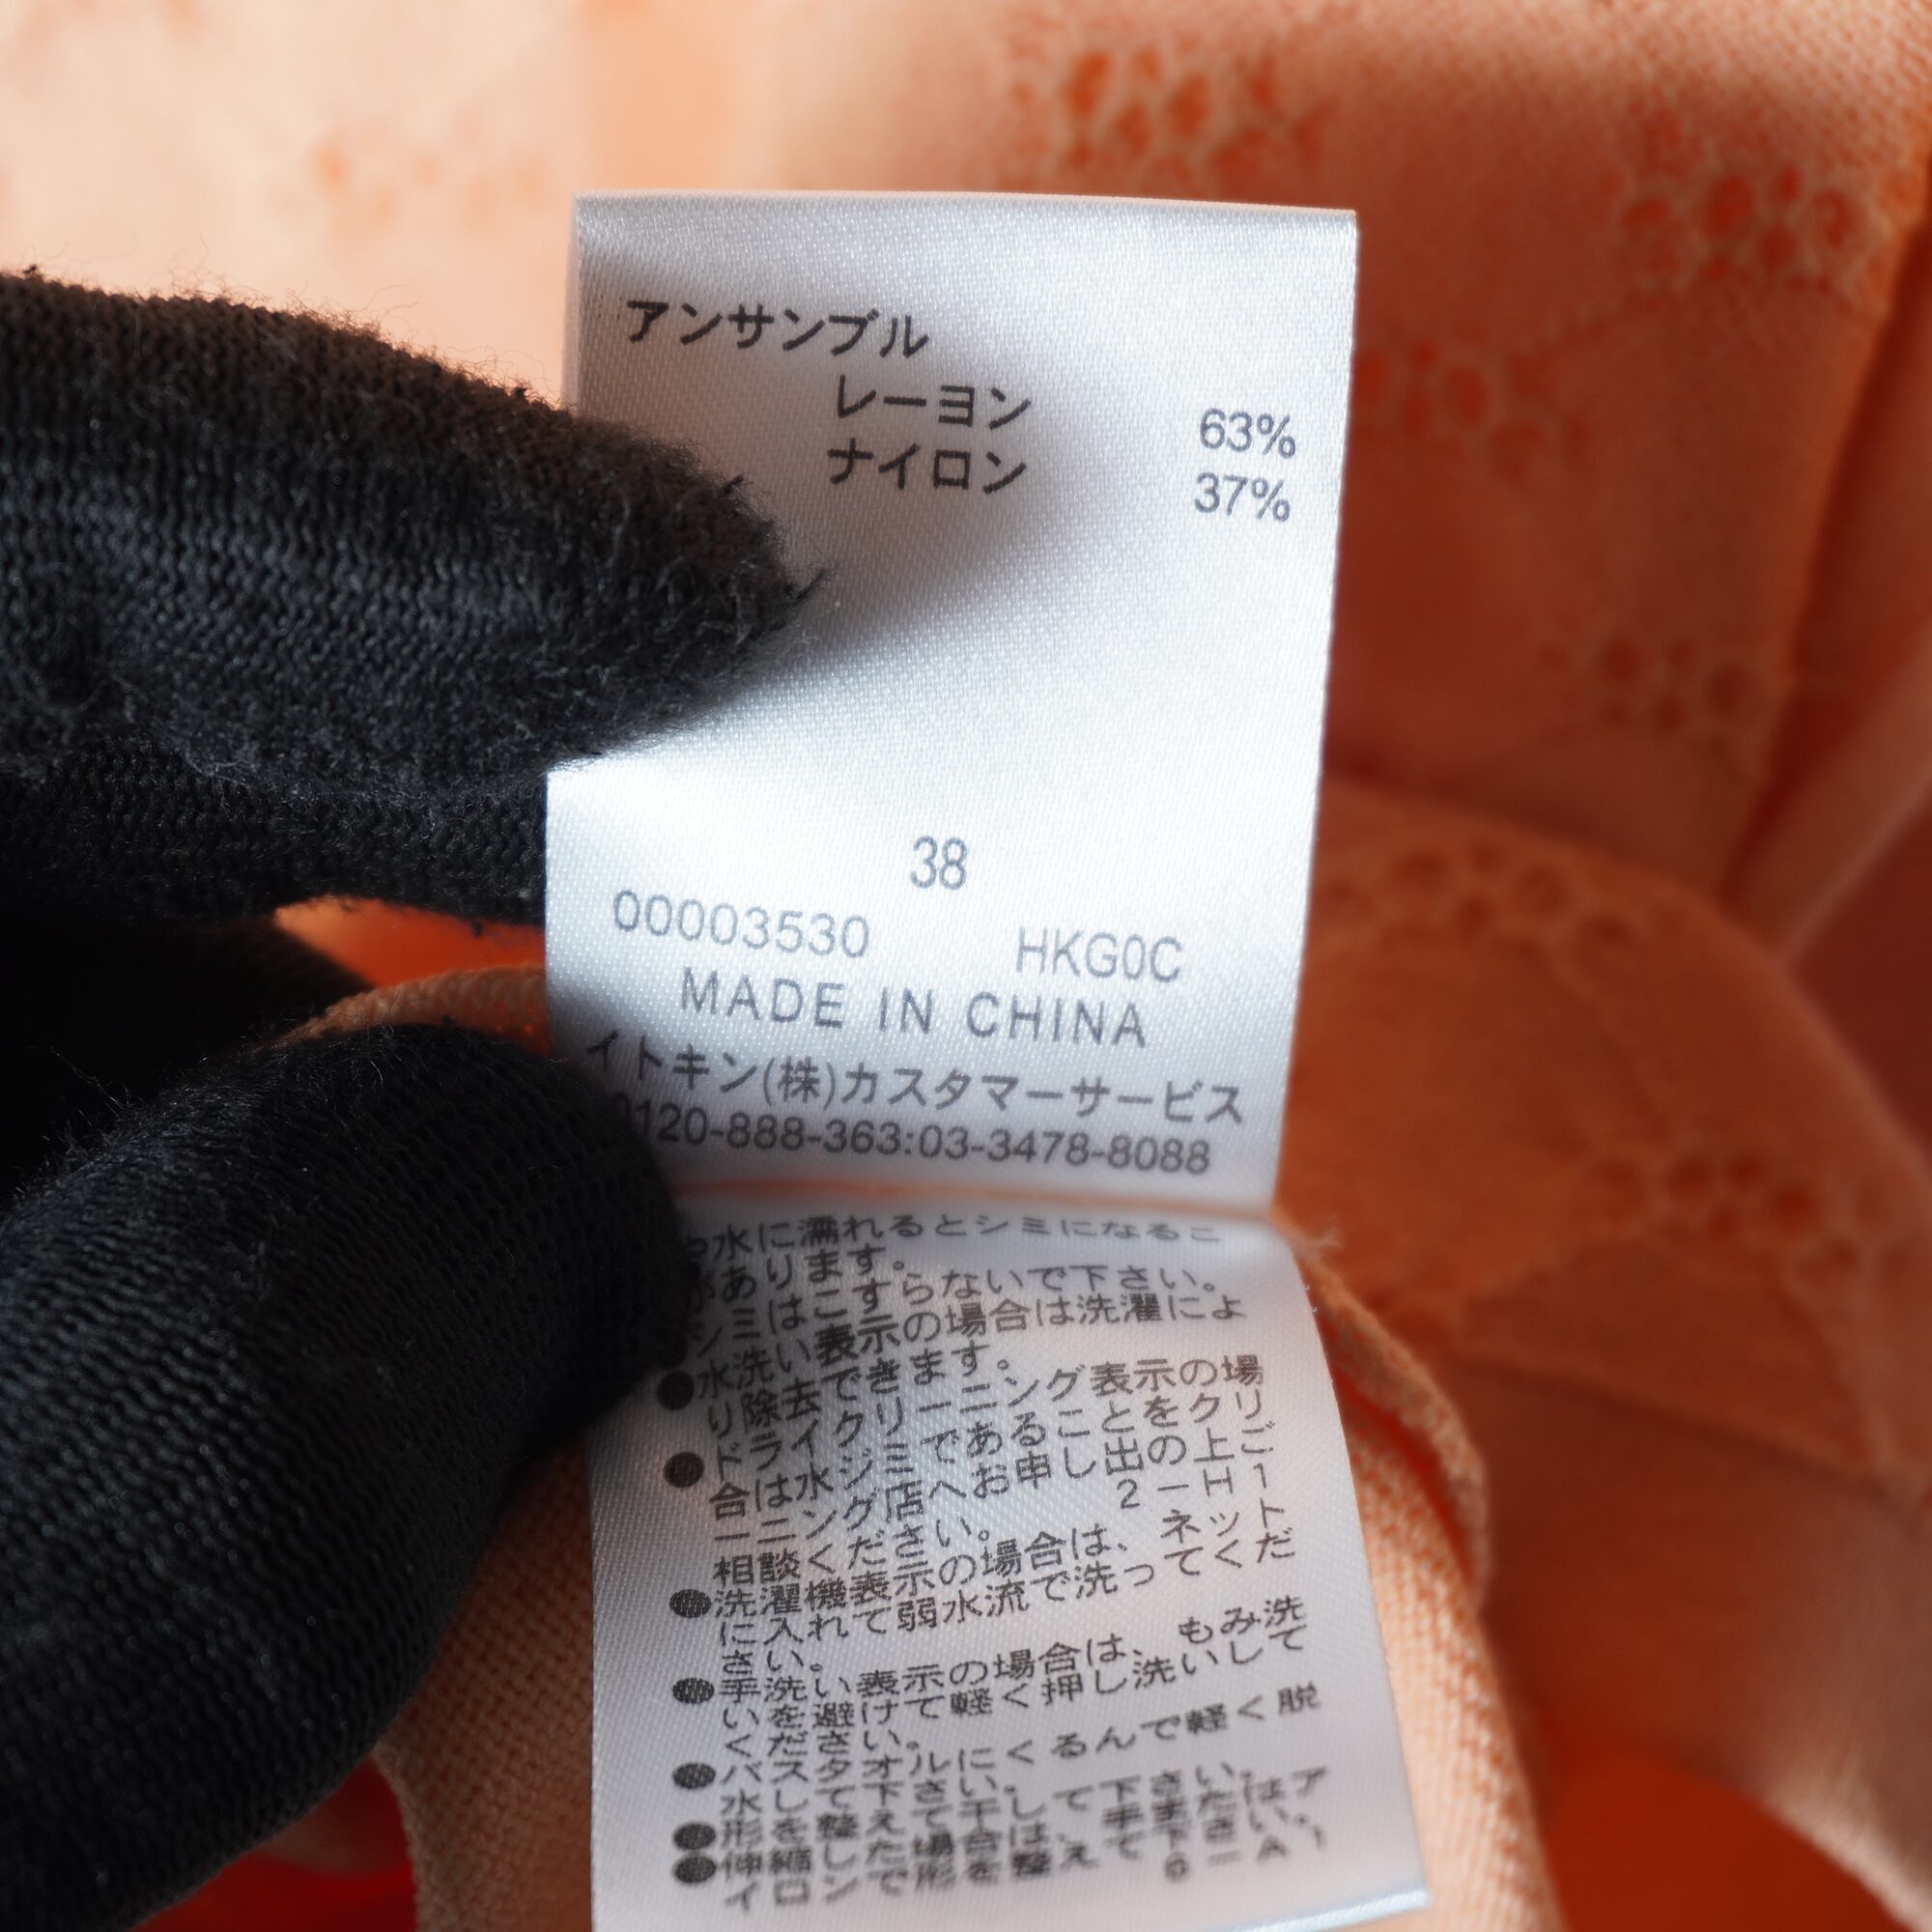 アンサンブル
レーヨン 63%
ナイロン 37%
38
00003530 HKG0C
MADE IN CHINA
イトキン(株)カスタマーサービス
0120-888-363:03-3478-8088
水に濡れるとシミになるこ
があります。
シミはこすらないで下さい。
●水洗い表示の場合は洗濯によ
り除去できます。
●ドライクリーニング表示の場
合は水ジミであることをクリ
ーニング店へお申し出の上ご
相談ください。 2-H1
●洗濯機表示の場合は、ネット
に入れて弱水流で洗ってくだ
さい。
●手洗い表示の場合は、もみ洗
いを避けて軽く押し洗いして
ください。
●バスタオルにくるんで軽く脱
水して下さい。
●形を整えて干して下さい。
●伸縮した場合は、手またはア
イロンで形を整えて下さい。
6-A1